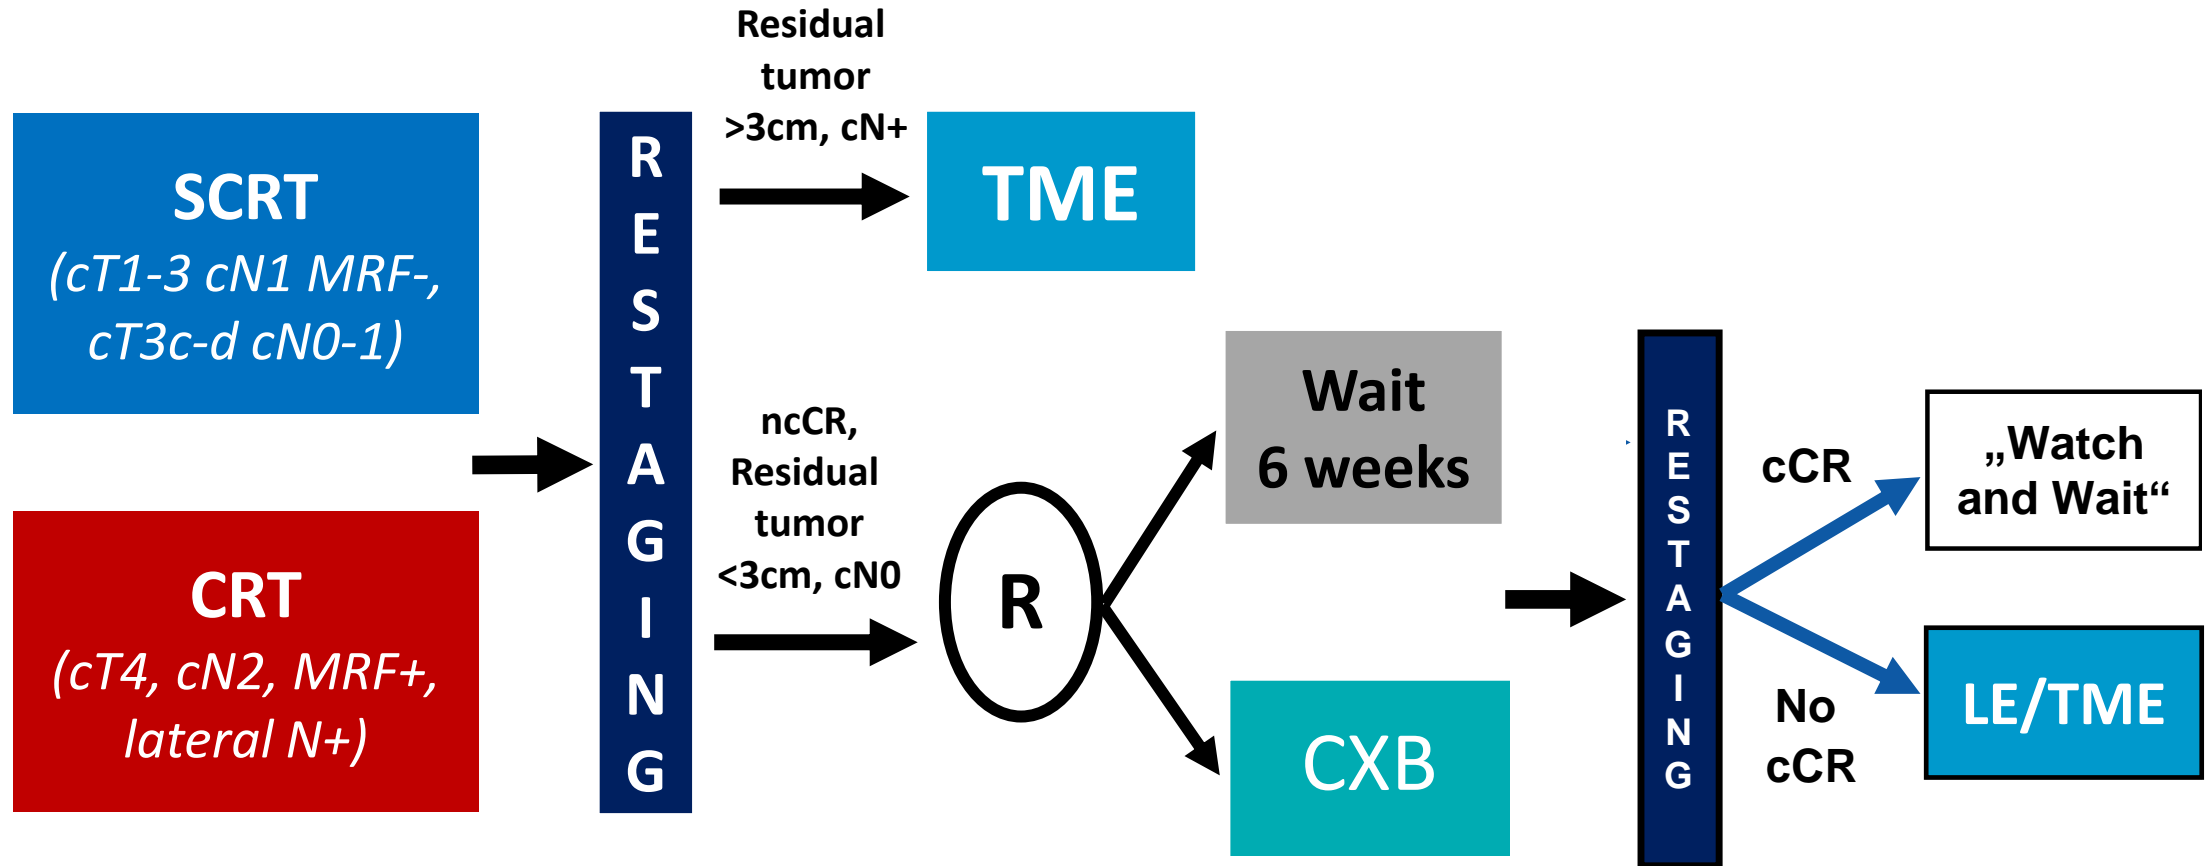 SCRT
(cT1-3 cN1 MRF-,
cT3c-d cN0-1)
CRT
(cT4, cN2, MRF+,
lateral N+)
RESTAGING
Residual
tumor
>3cm, cN+
TME
ncCR,
Residual
tumor
<3cm, cN0
R
Wait
6 weeks
CXB
RESTAGING
cCR
„Watch
and Wait“
No
cCR
LE/TME